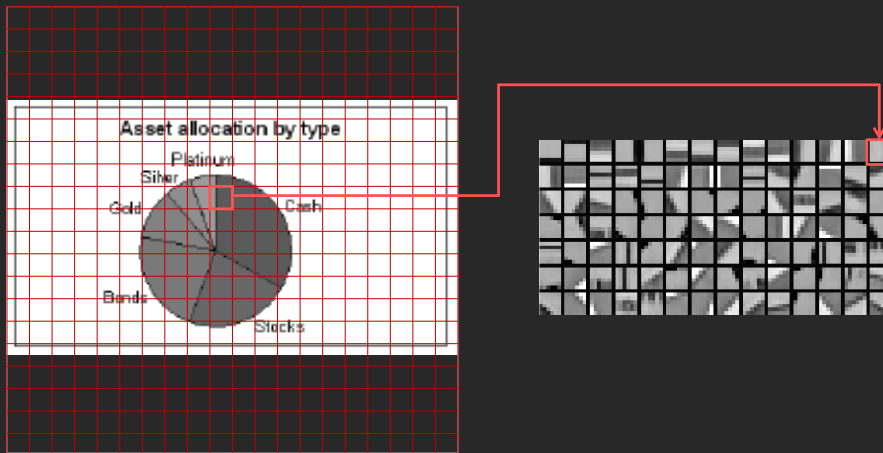 Asset allocation by type
Platinum
Silver
Gold
Cash
Bonds
Stocks